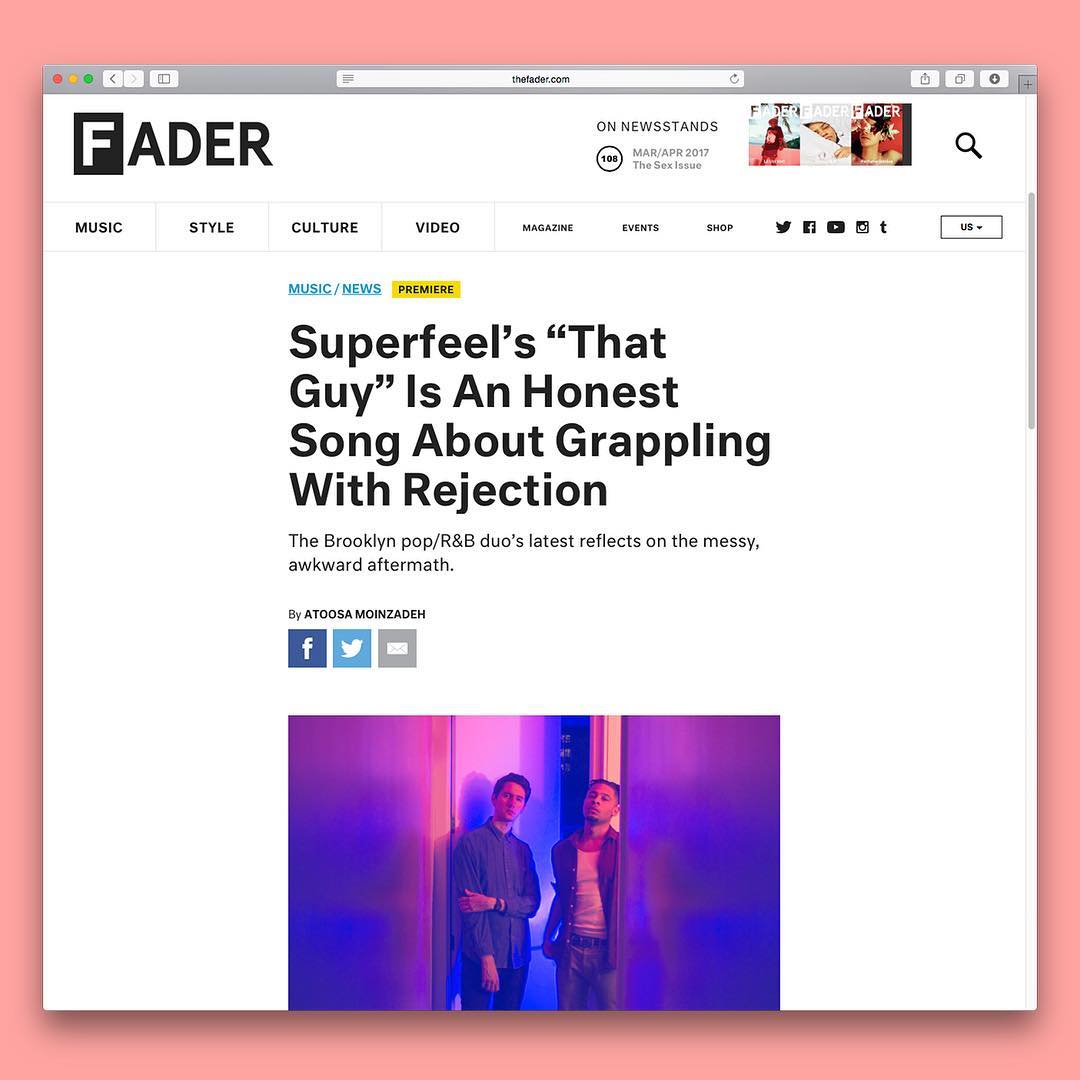 thefader.com
FADER
ON NEWSSTANDS
108
MAR/APR 2017
The Sex Issue
FADER FADER FADER
MUSIC
STYLE
CULTURE
VIDEO
MAGAZINE
EVENTS
SHOP
US
MUSIC / NEWS PREMIERE
Superfeel’s “That
Guy” Is An Honest
Song About Grappling
With Rejection
The Brooklyn pop/R&B duo’s latest reflects on the messy,
awkward aftermath.
By ATOOSA MOINZADEH